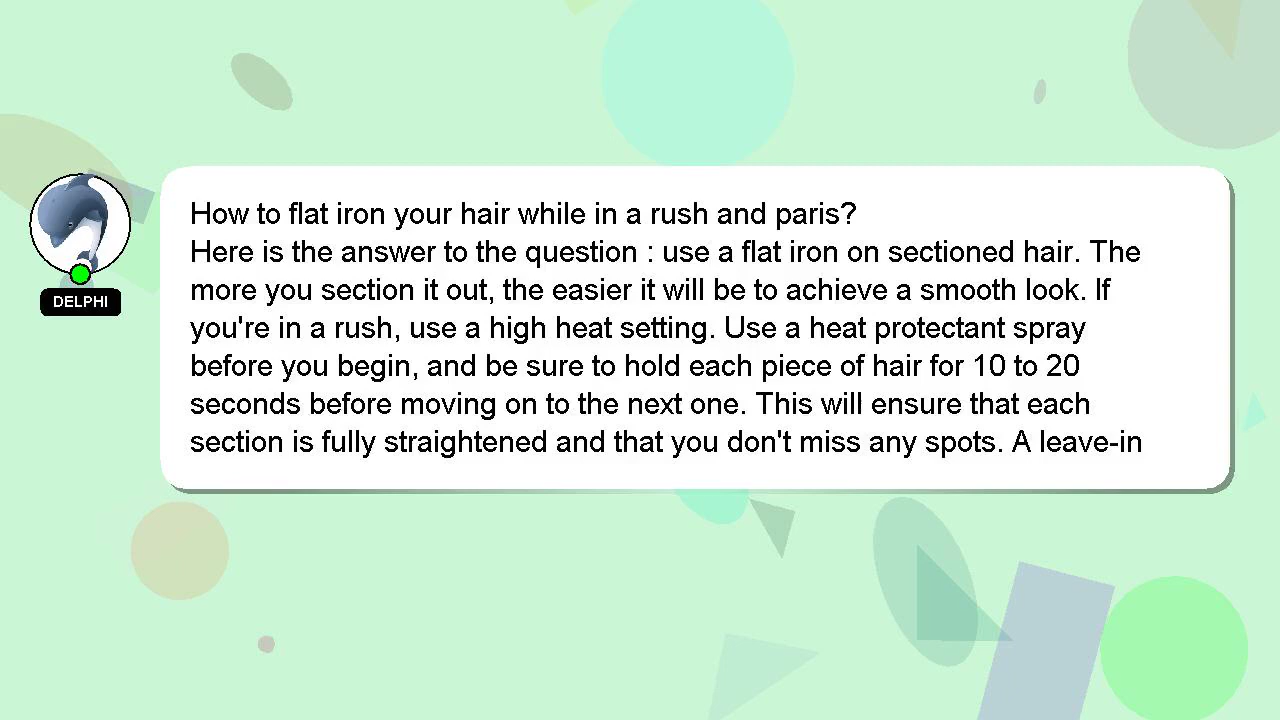 How to flat iron your hair while in a rush and paris?
Here is the answer to the question : use a flat iron on sectioned hair. The
more you section it out, the easier it will be to achieve a smooth look. If
you're in a rush, use a high heat setting. Use a heat protectant spray
before you begin, and be sure to hold each piece of hair for 10 to 20
seconds before moving on to the next one. This will ensure that each
section is fully straightened and that you don't miss any spots. A leave-in
DELPHI